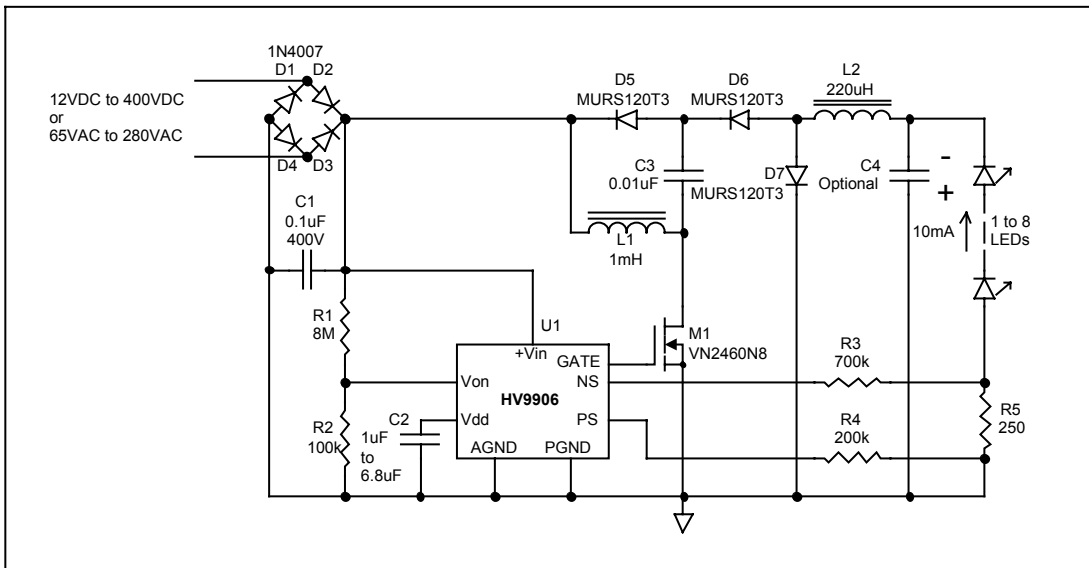 1N4007
D1 D2
12VDC to 400VDC
or
65VAC to 280VAC
D4 D3
C1
0.1uF
400V
D5
MURS120T3
D6
MURS120T3
L2
220uH
C3
0.01uF
D7
MURS120T3
C4
Optional
-
+
10mA
1 to 8
LEDs
L1
1mH
R1
8M
U1
M1
VN2460N8
+Vin
GATE
Von
NS
HV9906
Vdd
PS
AGND
PGND
R2
100k
C2
1uF
to
6.8uF
R3
700k
R4
200k
R5
250